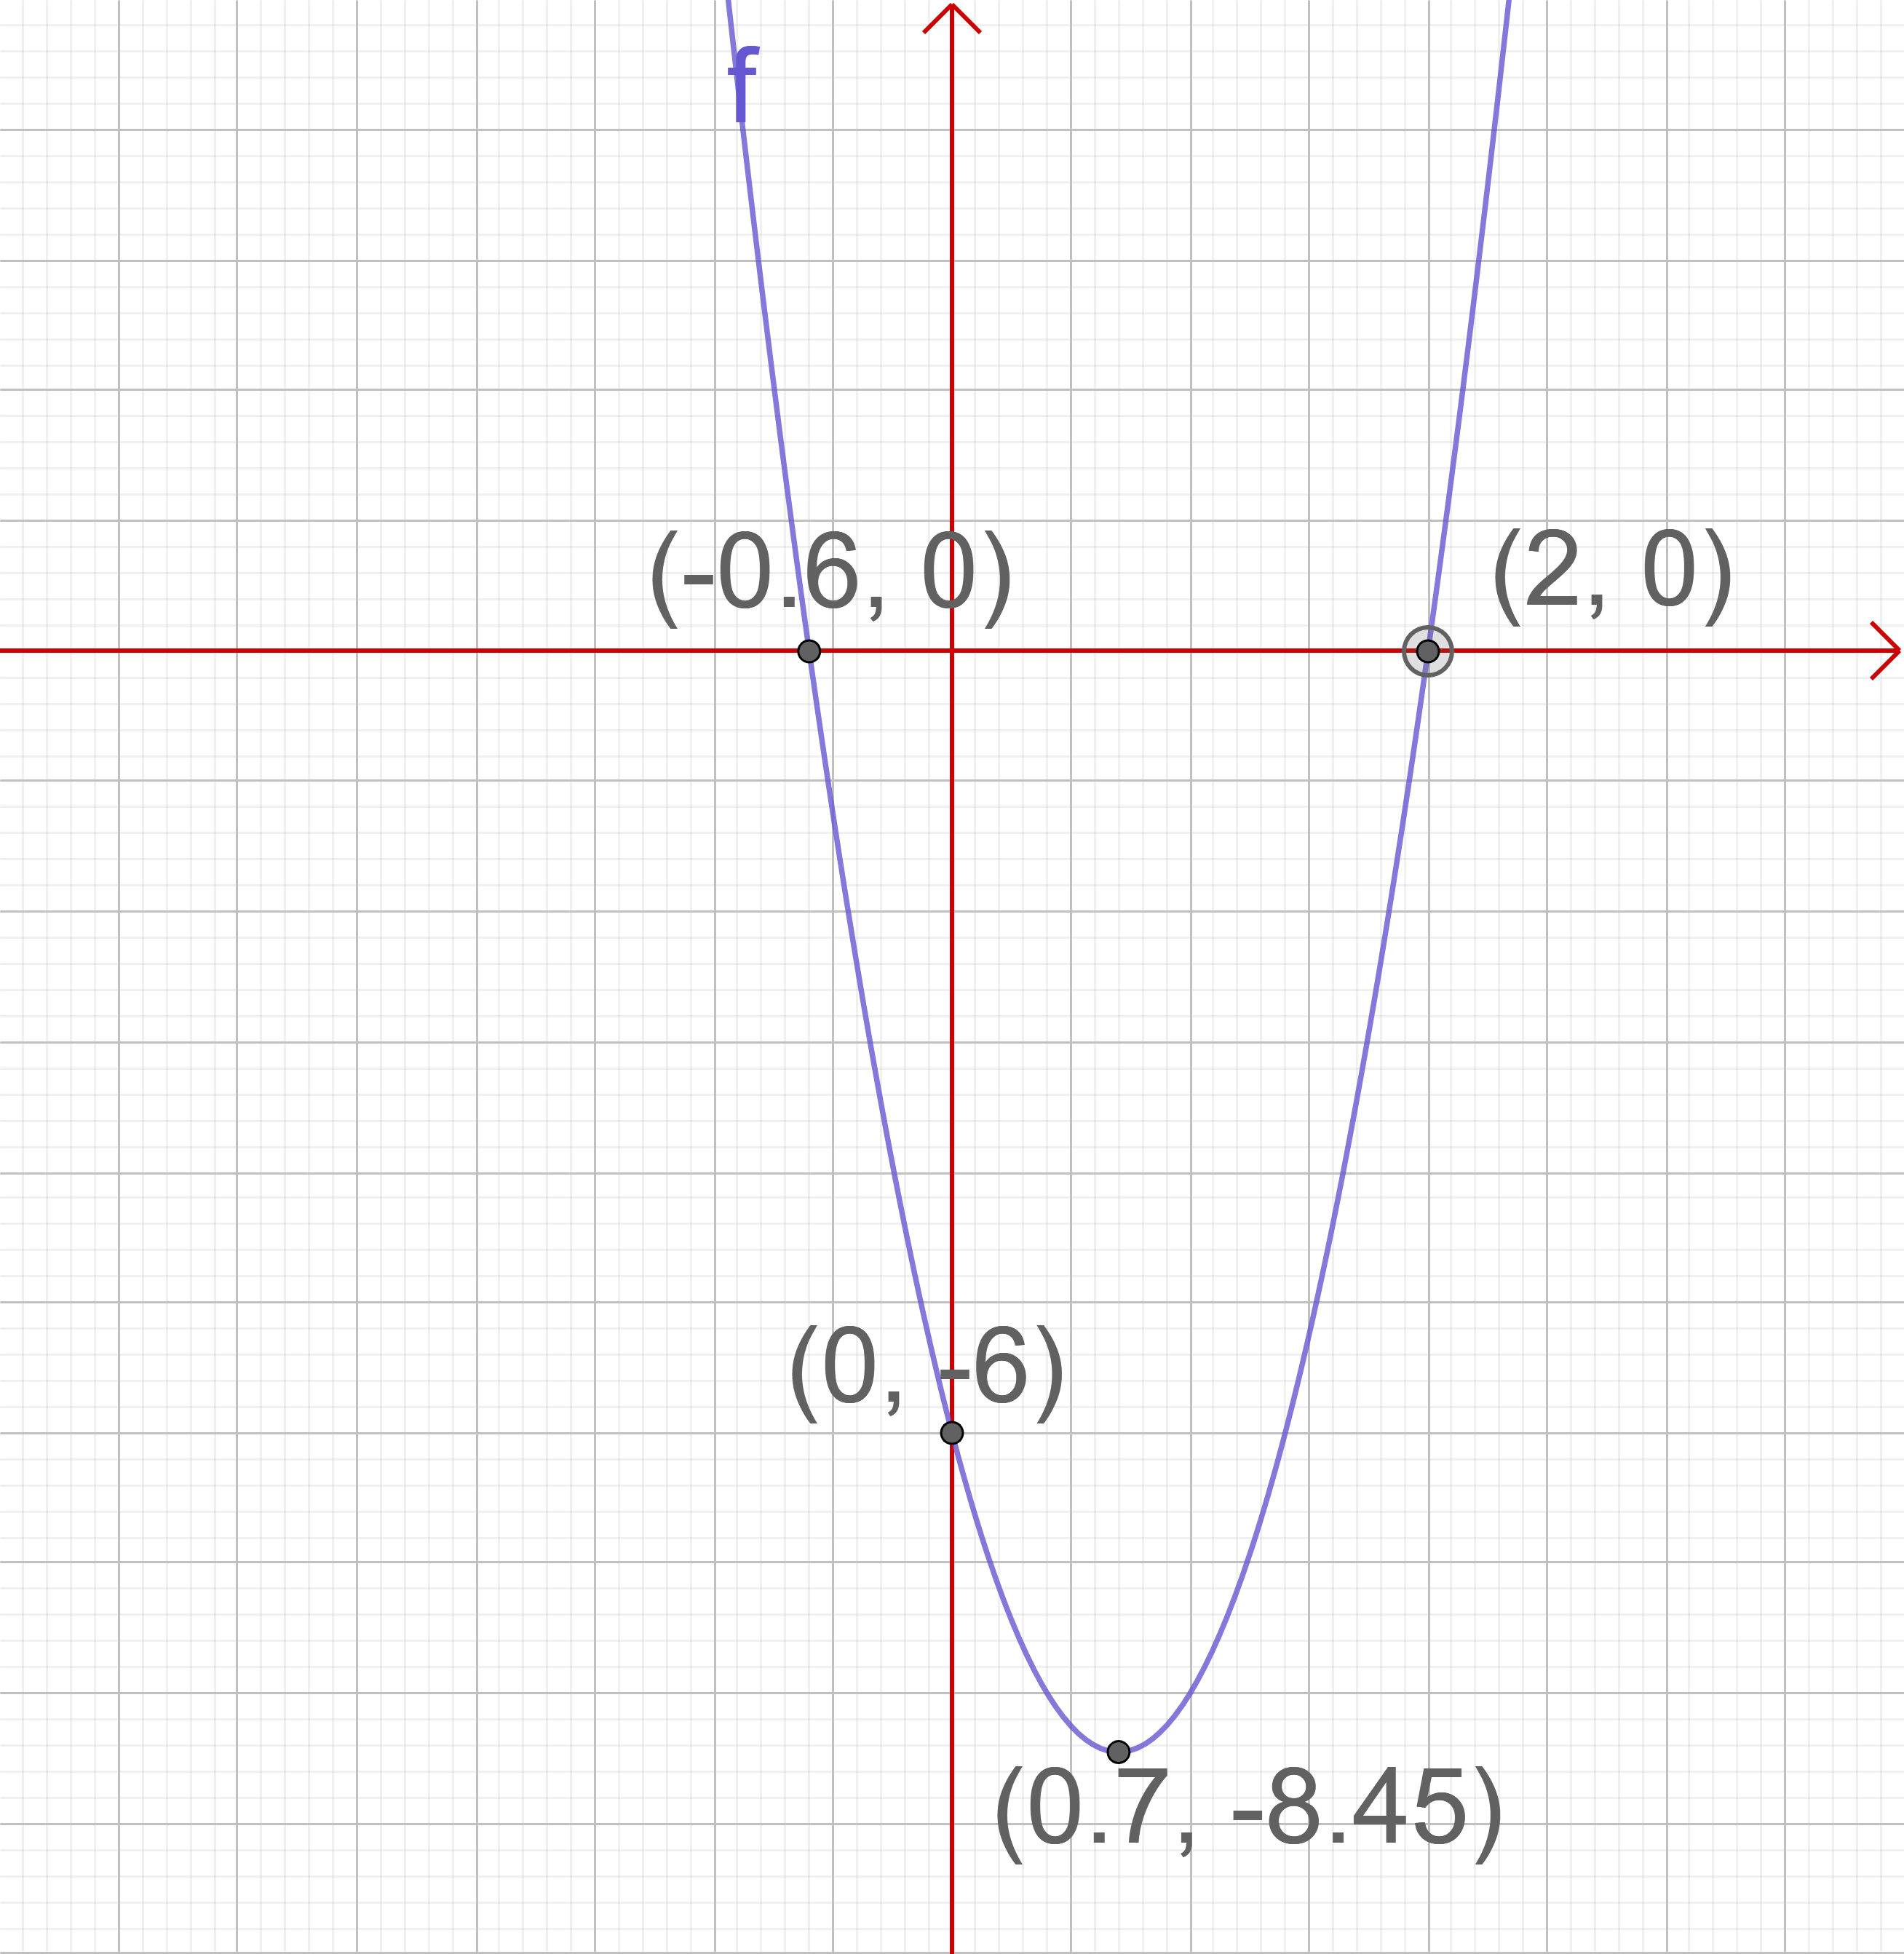 f
(-0.6, 0)
(2, 0)
(0, -6)
(0.7, -8.45)